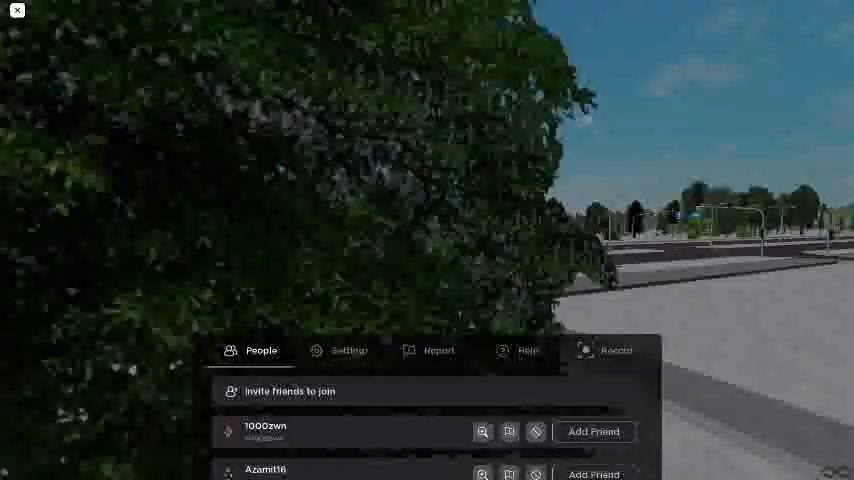 People Settings Report Help Record
Invite friends to join
1000zwn
Add Friend
Azamit16
Add Friend